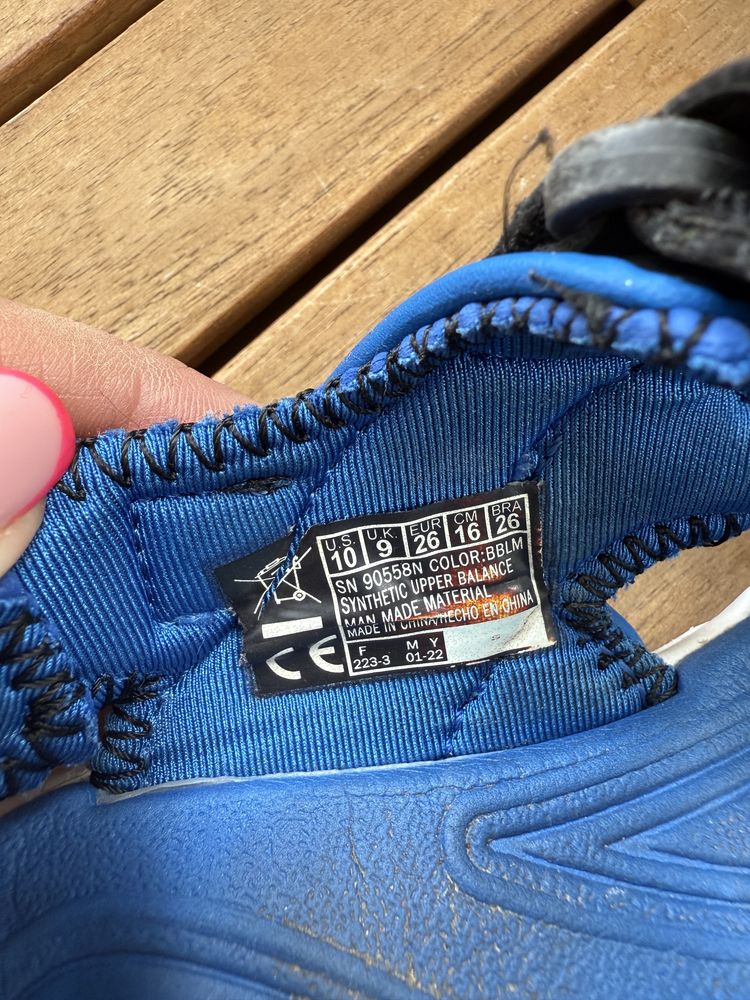 U.S. U.K. EUR CM BRA
10 9 26 16 26
SN 90558N COLOR:BBLM
SYNTHETIC UPPER BALANCE
MAN MADE MATERIAL
MADE IN CHINA/HECHO EN CHINA
F M Y
223-3 01-22
CE